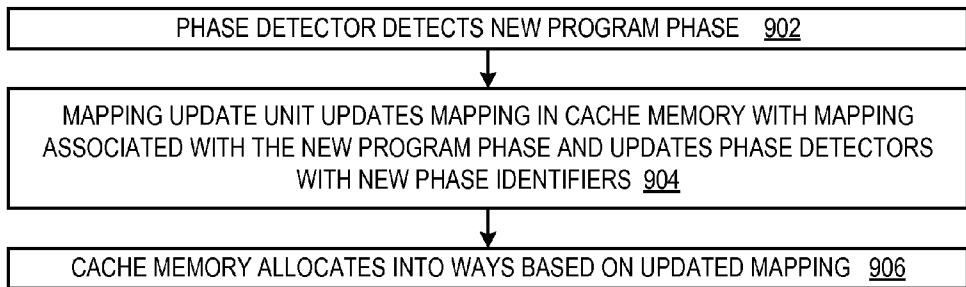 PHASE DETECTOR DETECTS NEW PROGRAM PHASE 902
MAPPING UPDATE UNIT UPDATES MAPPING IN CACHE MEMORY WITH MAPPING
ASSOCIATED WITH THE NEW PROGRAM PHASE AND UPDATES PHASE DETECTORS
WITH NEW PHASE IDENTIFIERS 904
CACHE MEMORY ALLOCATES INTO WAYS BASED ON UPDATED MAPPING 906